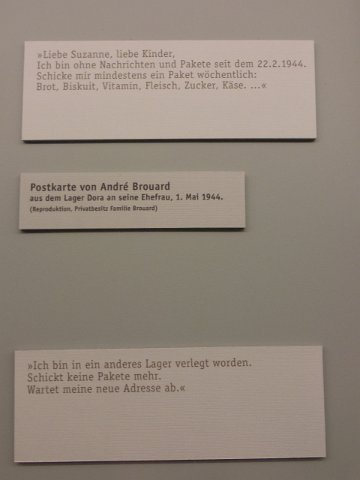 »Liebe Suzanne, liebe Kinder,
Ich bin ohne Nachrichten und Pakete seit dem 22.2.1944.
Schicke mir mindestens ein Paket wöchentlich:
Brot, Biskuit, Vitamin, Fleisch, Zucker, Käse. ...«
Postkarte von André Brouard
aus dem Lager Dora an seine Ehefrau, 1. Mai 1944.
(Reproduktion, Privatbesitz Familie Brouard)
»Ich bin in ein anderes Lager verlegt worden.
Schickt keine Pakete mehr.
Wartet meine neue Adresse ab.«